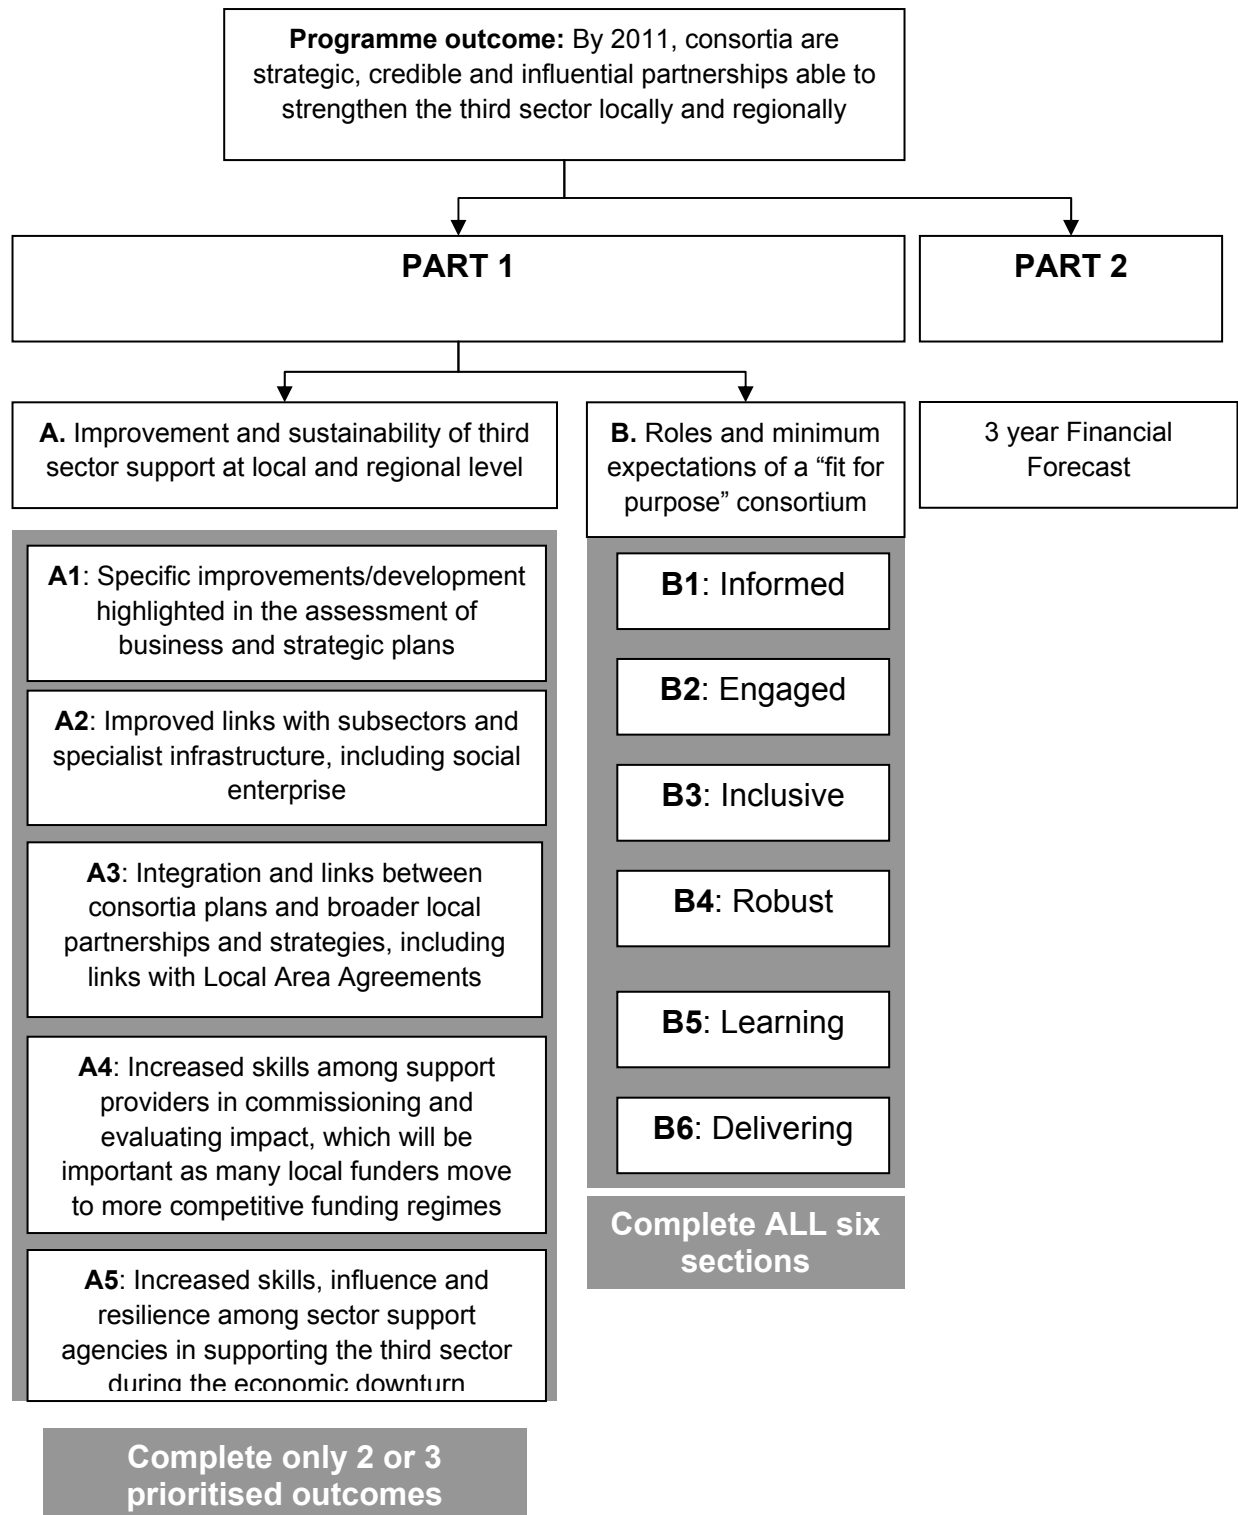 Programme outcome: By 2011, consortia are
strategic, credible and influential partnerships able to
strengthen the third sector locally and regionally
PART 1
PART 2
A. Improvement and sustainability of third
sector support at local and regional level
B. Roles and minimum
expectations of a “fit for
purpose” consortium
3 year Financial
Forecast
A1: Specific improvements/development
highlighted in the assessment of
business and strategic plans
A2: Improved links with subsectors and
specialist infrastructure, including social
enterprise
A3: Integration and links between
consortia plans and broader local
partnerships and strategies, including
links with Local Area Agreements
A4: Increased skills among support
providers in commissioning and
evaluating impact, which will be
important as many local funders move
to more competitive funding regimes
A5: Increased skills, influence and
resilience among sector support
agencies in supporting the third sector
during the economic downturn
Complete only 2 or 3
prioritised outcomes
B1: Informed
B2: Engaged
B3: Inclusive
B4: Robust
B5: Learning
B6: Delivering
Complete ALL six
sections